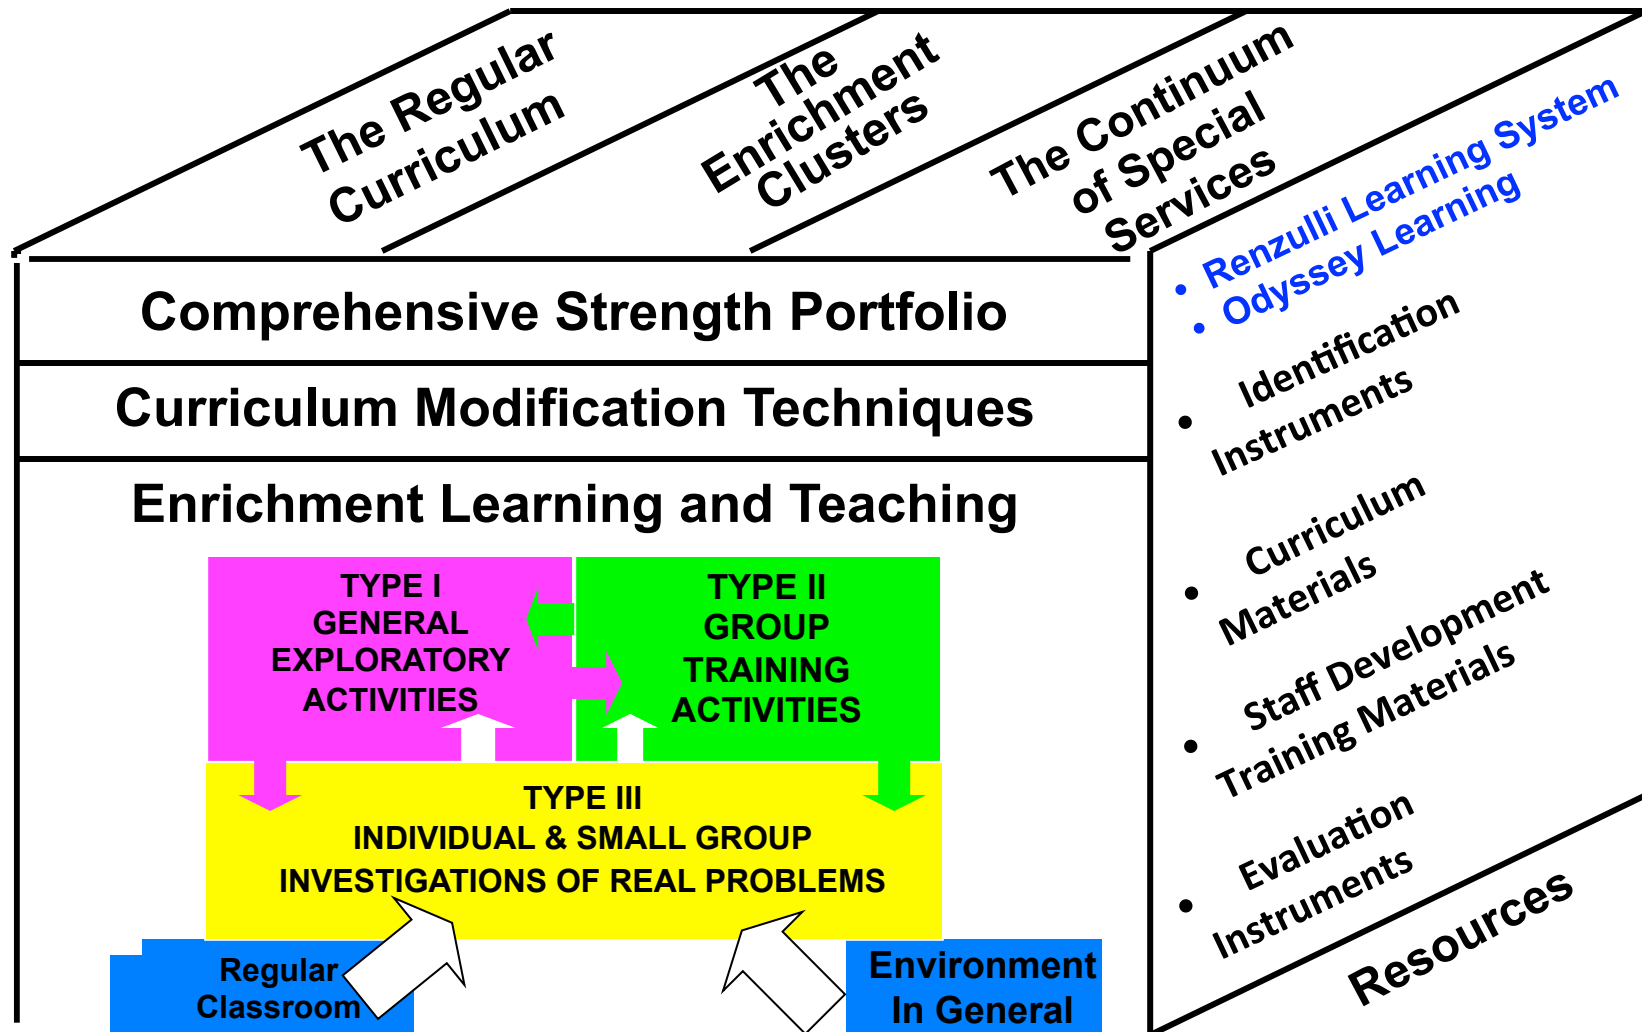 The Regular
Curriculum
The
Enrichment
Clusters
The Continuum
of Special
Services
Comprehensive Strength Portfolio
Curriculum Modification Techniques
Enrichment Learning and Teaching
TYPE I
GENERAL
EXPLORATORY
ACTIVITIES
TYPE II
GROUP
TRAINING
ACTIVITIES
TYPE III
INDIVIDUAL & SMALL GROUP
INVESTIGATIONS OF REAL PROBLEMS
Regular
Classroom
Environment
In General
• Renzulli Learning System
• Odyssey Learning
• Identification
Instruments
• Curriculum
Materials
• Staff Development
Training Materials
• Evaluation
Instruments
Resources